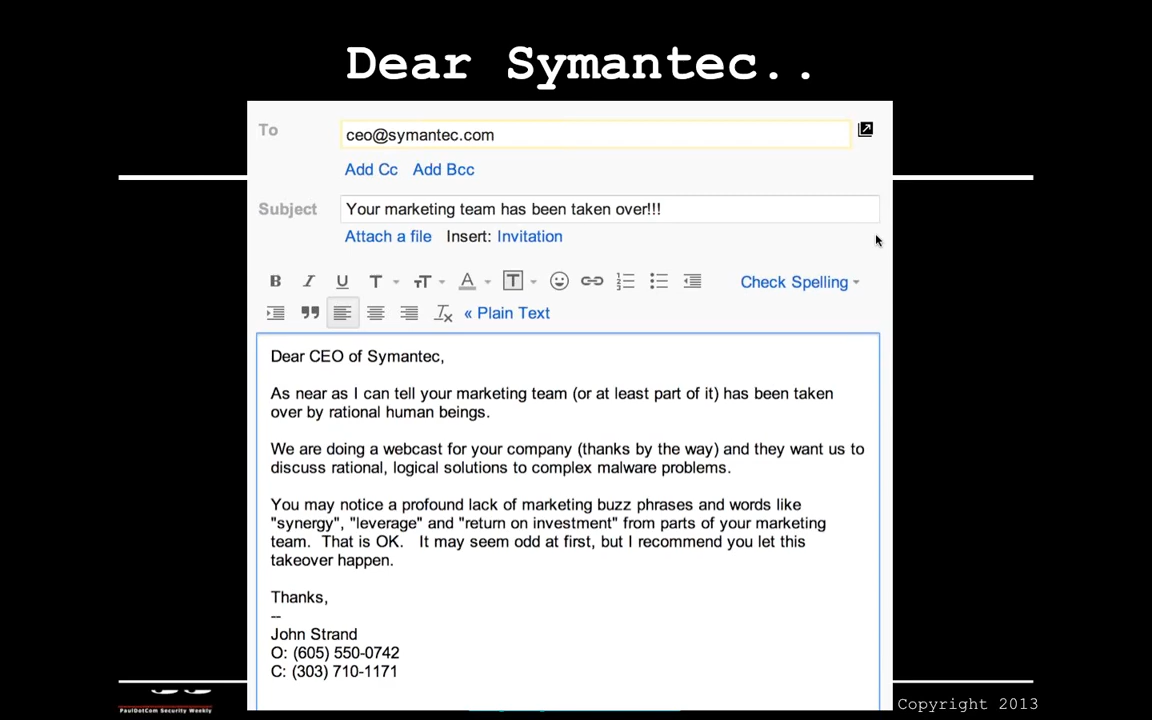 Dear Symantec..
To
ceo@symantec.com
Add Cc Add Bcc
Subject
Your marketing team has been taken over!!!
Attach a file Insert: Invitation
B I U T TT A T Check Spelling
« Plain Text
Dear CEO of Symantec,
As near as I can tell your marketing team (or at least part of it) has been taken
over by rational human beings.
We are doing a webcast for your company (thanks by the way) and they want us to
discuss rational, logical solutions to complex malware problems.
You may notice a profound lack of marketing buzz phrases and words like
"synergy", "leverage" and "return on investment" from parts of your marketing
team.  That is OK.   It may seem odd at first, but I recommend you let this
takeover happen.
Thanks,
--
John Strand
O: (605) 550-0742
C: (303) 710-1171
PaulDotCom Security Weekly
Copyright 2013